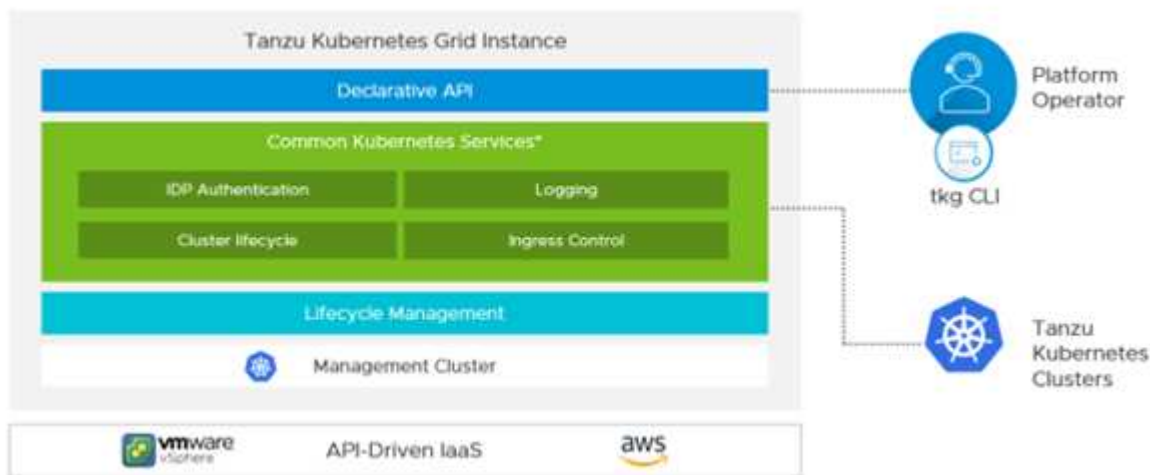 Tanzu Kubernetes Grid Instance
Declarative API
Common Kubernetes Services*
IDP Authentication
Logging
Cluster lifecycle
Ingress Control
Lifecycle Management
Management Cluster
vmware
vSphere
API-Driven IaaS
aws
Platform
Operator
tkg CLI
Tanzu
Kubernetes
Clusters